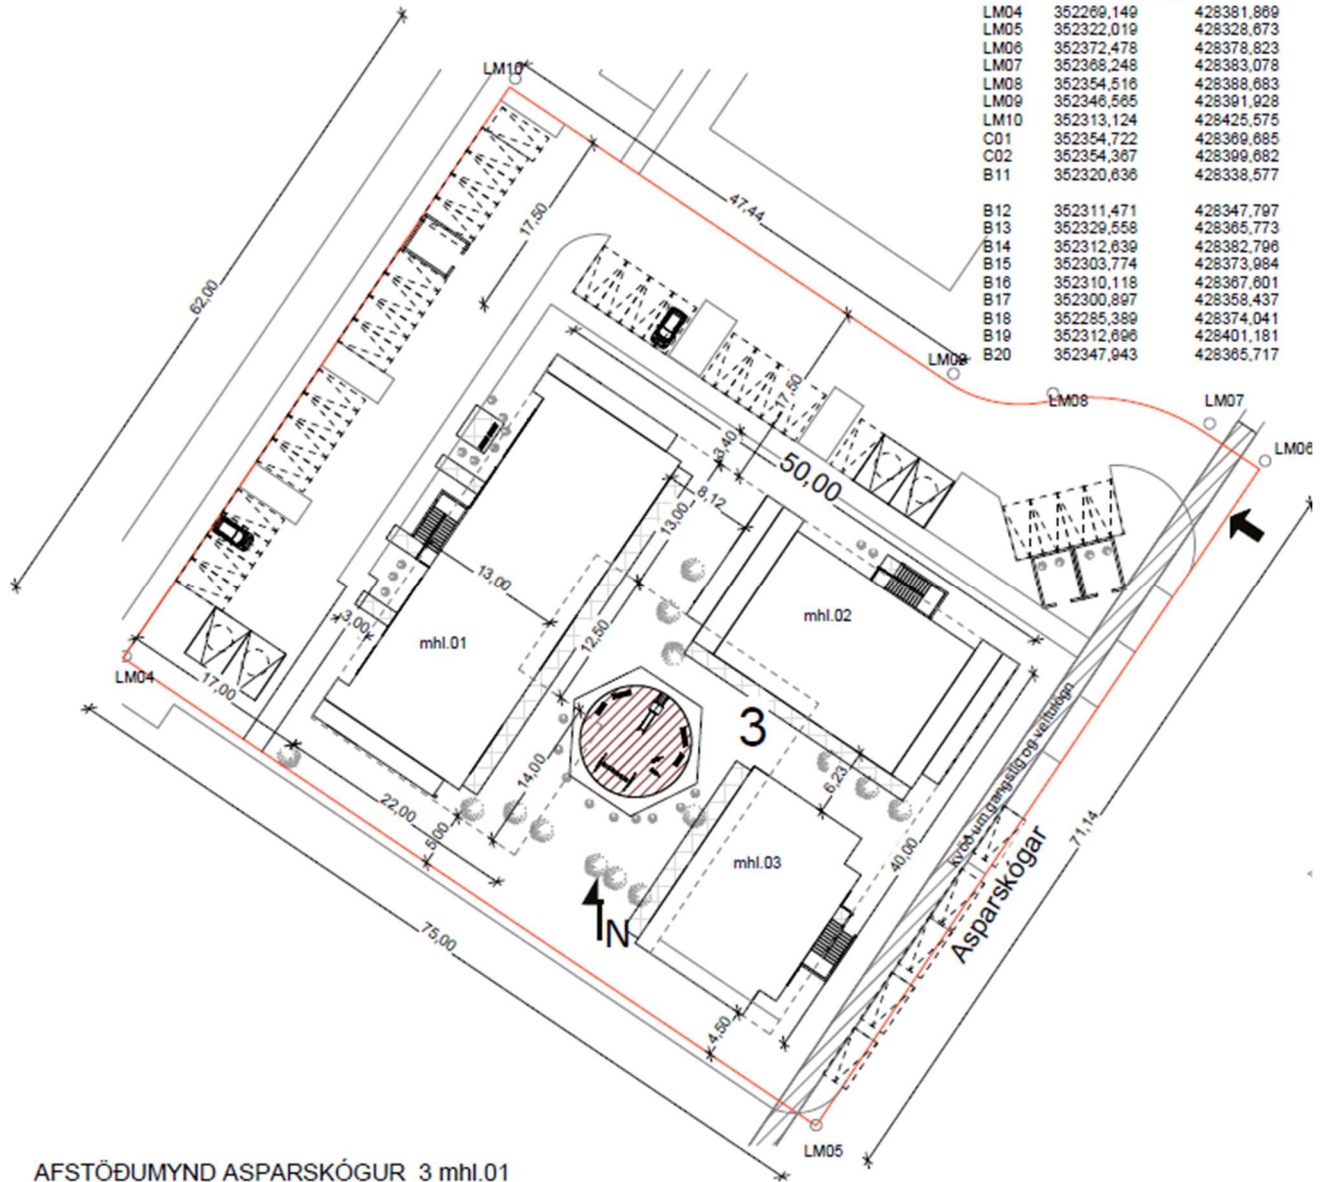 LM04 352269,149 428381,869
LM05 352322,019 428328,673
LM06 352372,478 428378,823
LM07 352368,248 428383,078
LM08 352354,516 428388,683
LM09 352346,565 428391,928
LM10 352313,124 428425,575
C01 352354,722 428369,685
C02 352354,367 428399,682
B11 352320,636 428338,577
B12 352311,471 428347,797
B13 352329,558 428365,773
B14 352312,639 428382,796
B15 352303,774 428373,984
B16 352310,118 428367,601
B17 352300,897 428358,437
B18 352285,389 428374,041
B19 352312,696 428401,181
B20 352347,943 428365,717
LM10
47,44
17,50
62,00
LM09
LM08
LM07
LM06
17,50
3,40
50,00
8,12
13,00
13,00
mhl.02
3,00
mhl.01
12,50
LM04
17,00
3
kvöð um gangstíg og veitulögn
14,00
6,23
22,00
5,00
mhl.03
40,00
71,14
Asparskógar
N
75,00
4,50
LM05
AFSTÖÐUMYND ASPARSKÓGUR 3 mhl.01